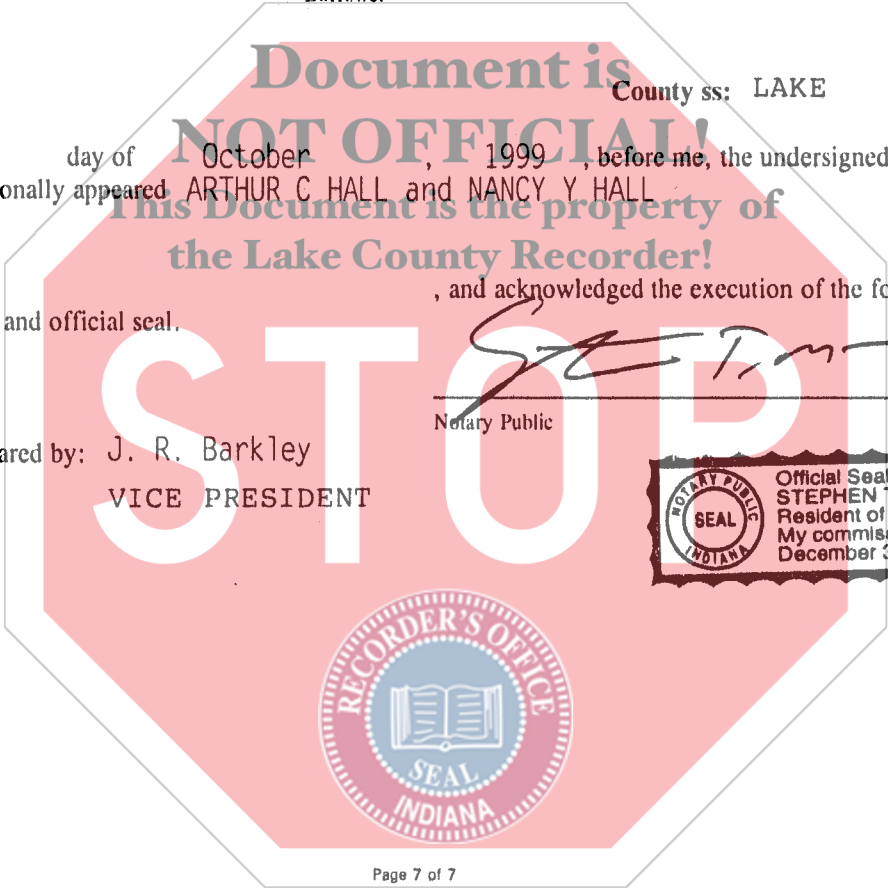 Document is
County ss: LAKE
NOT OFFICIAL!
day of October , 1999 , before me, the undersigned
onally appeared ARTHUR C HALL and NANCY Y HALL
This Document is the property of
the Lake County Recorder!
, and acknowledged the execution of the fo
and official seal.
STOP
Notary Public
ared by: J. R. Barkley
VICE PRESIDENT
NOTARY PUBLIC
SEAL
INDIANA
Official Seal
STEPHEN T
Resident of
My commiss
December 3
RECORDER'S OFFICE
SEAL
INDIANA
Page 7 of 7